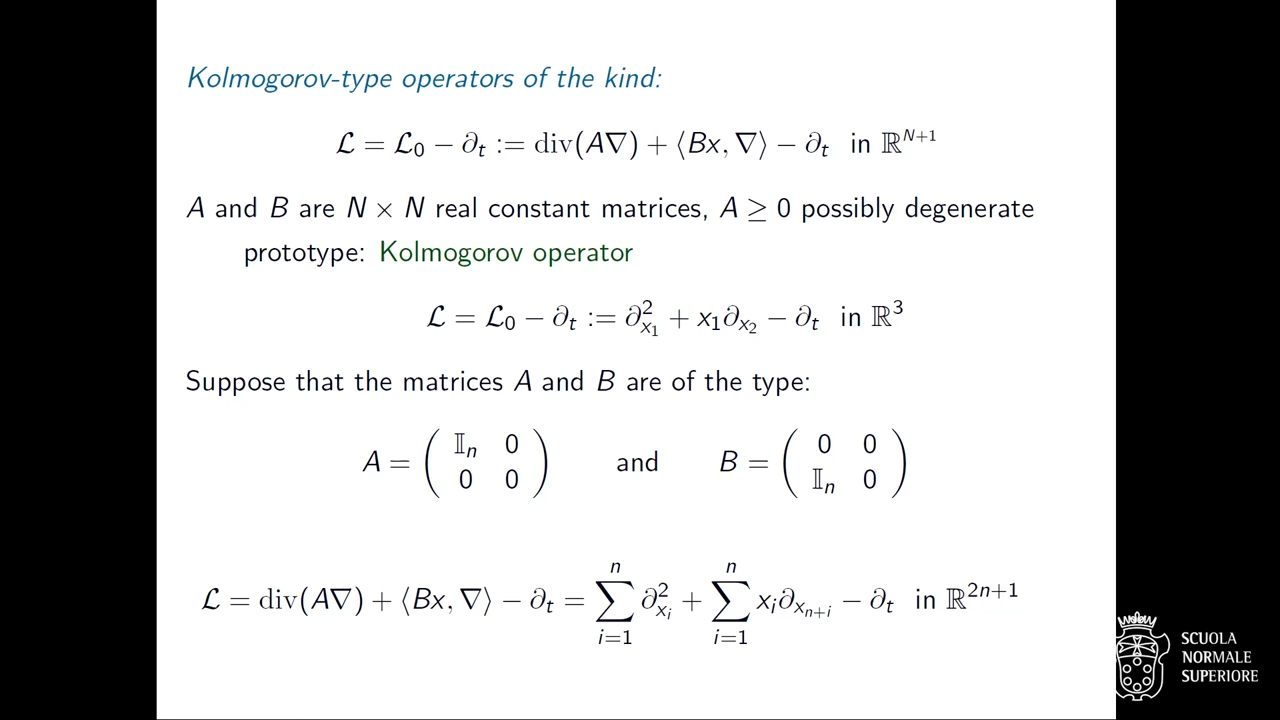 Kolmogorov-type operators of the kind:
ℒ = ℒ₀ − ∂ₜ := div(A∇) + ⟨Bx, ∇⟩ − ∂ₜ in ℝ^{N+1}
A and B are N × N real constant matrices, A ≥ 0 possibly degenerate
prototype: Kolmogorov operator
ℒ = ℒ₀ − ∂ₜ := ∂²_{x₁} + x₁∂_{x₂} − ∂ₜ in ℝ³
Suppose that the matrices A and B are of the type:
A = ( 𝕀ₙ 0 ; 0 0 ) and B = ( 0 0 ; 𝕀ₙ 0 )
ℒ = div(A∇) + ⟨Bx, ∇⟩ − ∂ₜ = ∑_{i=1}^{n} ∂²_{x_i} + ∑_{i=1}^{n} x_i∂_{x_{n+i}} − ∂ₜ in ℝ^{2n+1}
SCUOLA
NORMALE
SUPERIORE